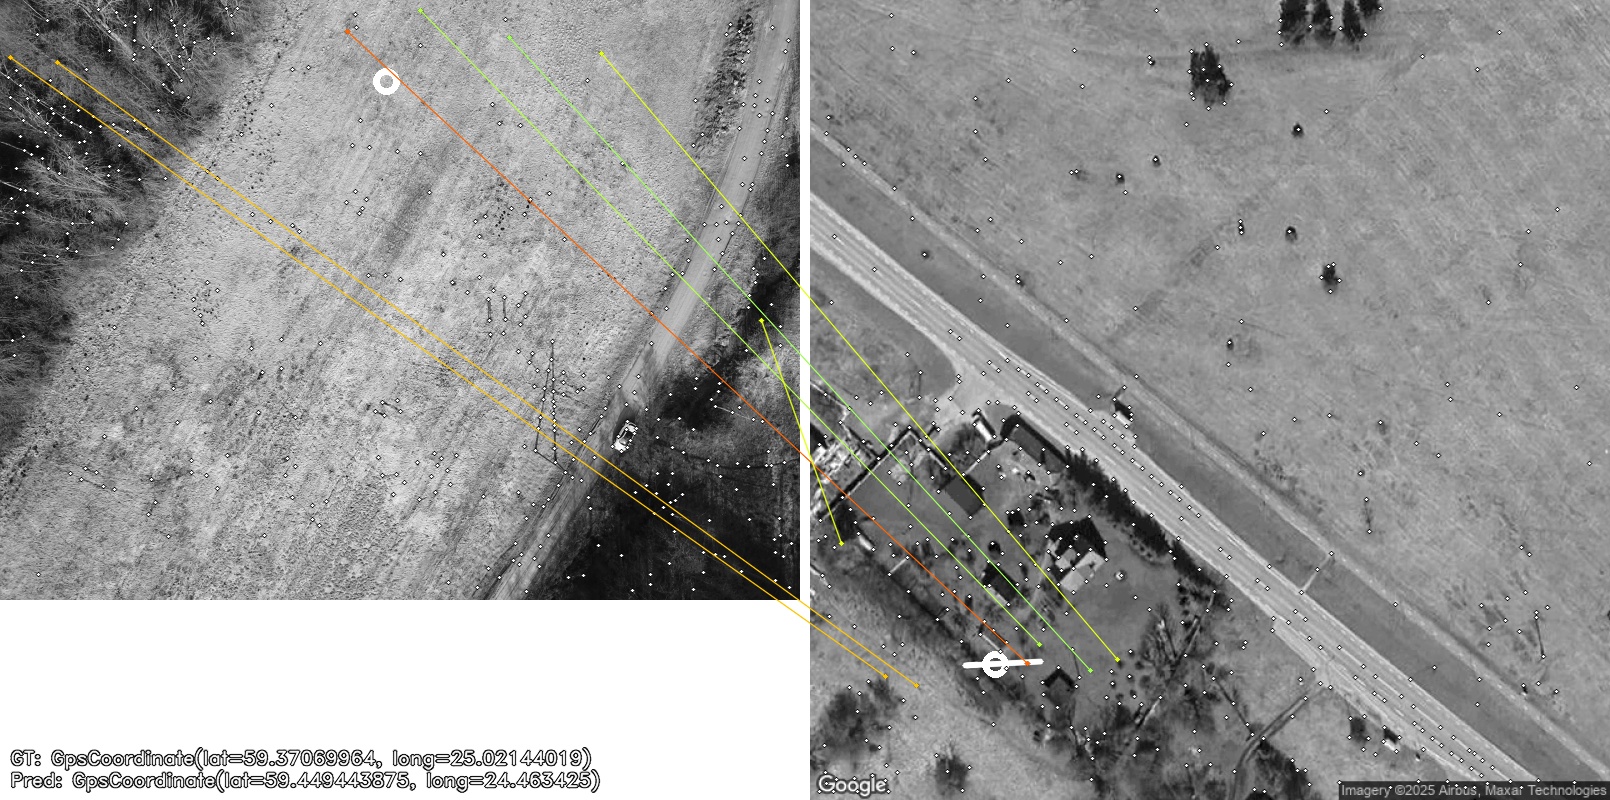 GT: GpsCoordinate(lat=59.37069964, long=25.02144019)
Pred: GpsCoordinate(lat=59.449443875, long=24.463425)
Google
Imagery ©2025 Airbus, Maxar Technologies